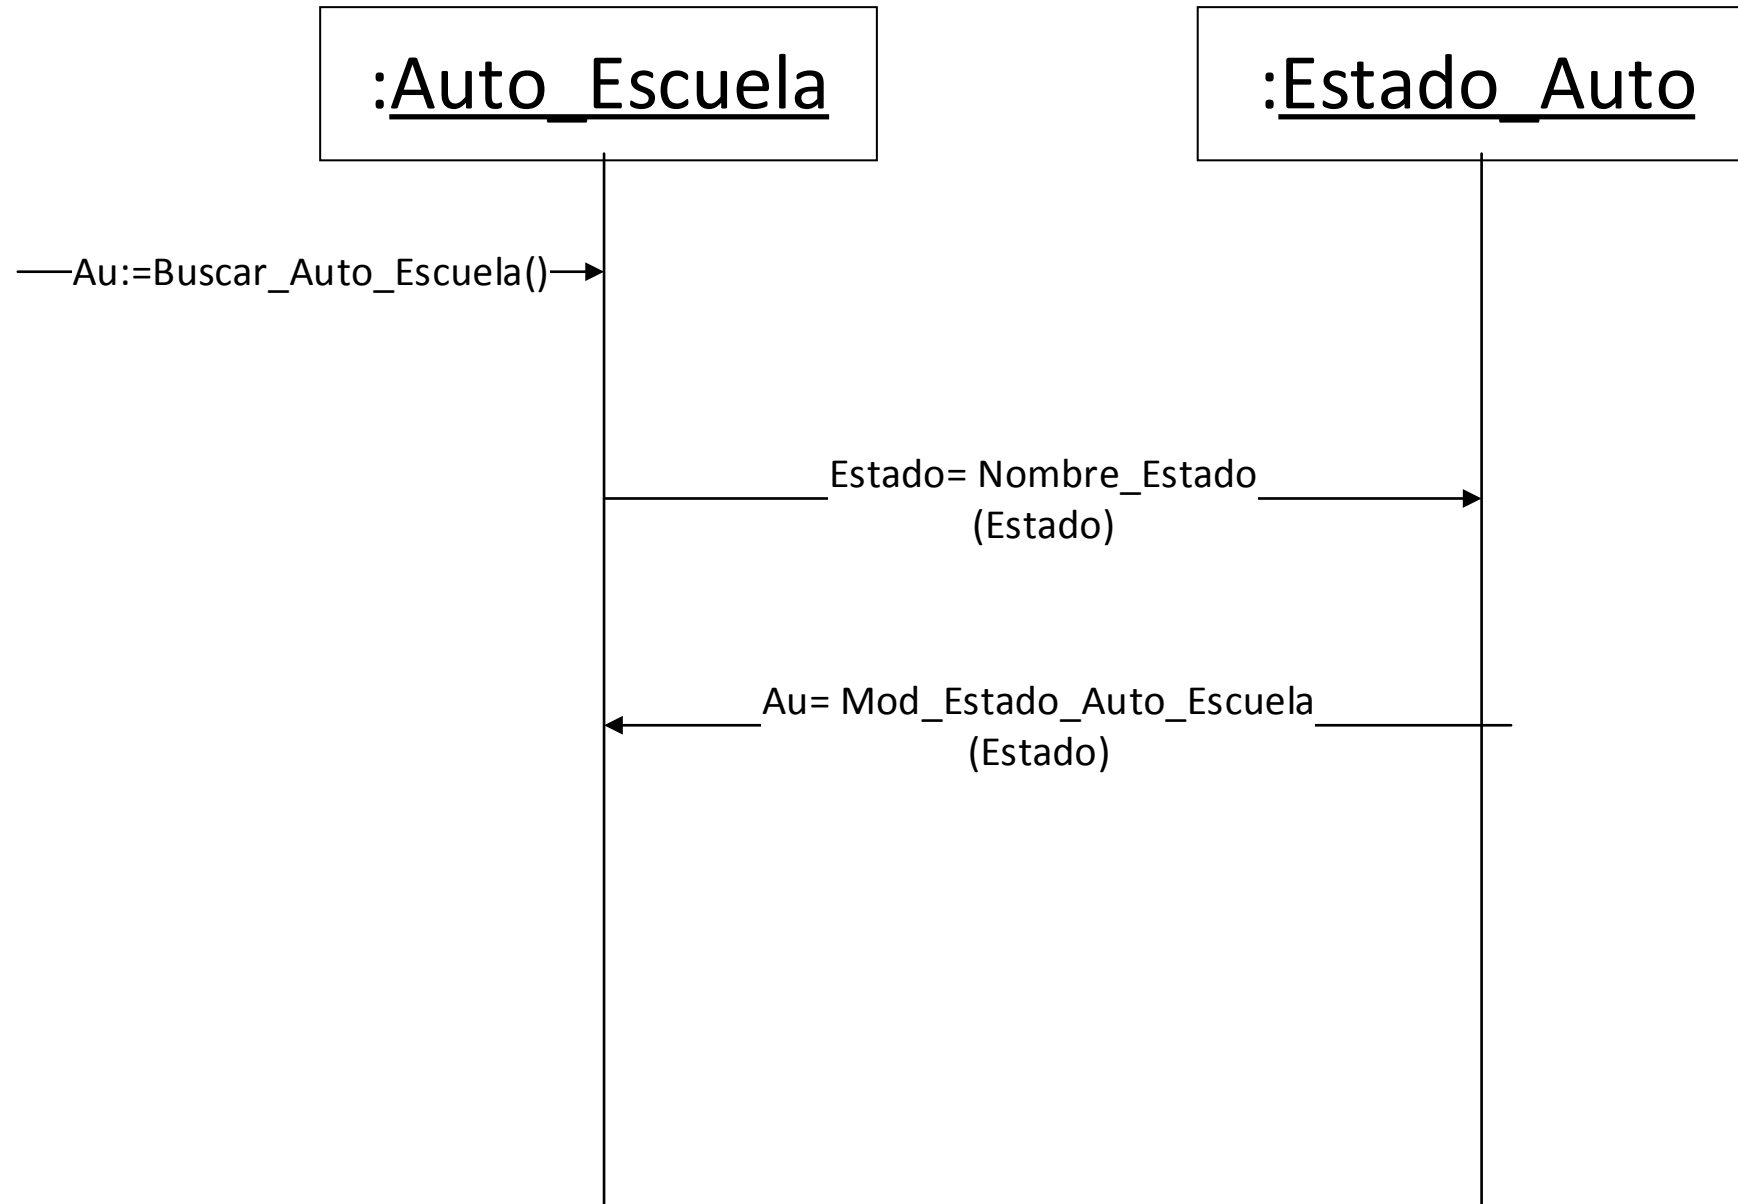 :Auto_Escuela
:Estado_Auto
Au:=Buscar_Auto_Escuela()
Estado= Nombre_Estado
(Estado)
Au= Mod_Estado_Auto_Escuela
(Estado)